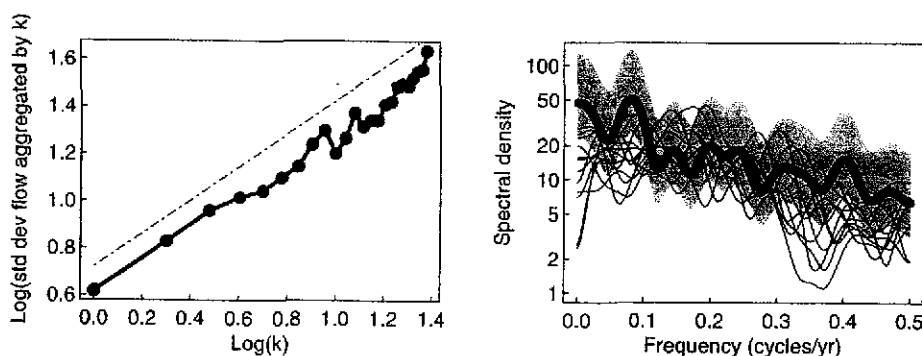 Log(std dev flow aggregated by k)
1.6
1.4
1.2
1.0
0.8
0.6
0.0 0.2 0.4 0.6 0.8 1.0 1.2 1.4
Log(k)
Spectral density
100
50
20
10
5
2
1
0.0 0.1 0.2 0.3 0.4 0.5
Frequency (cycles/yr)